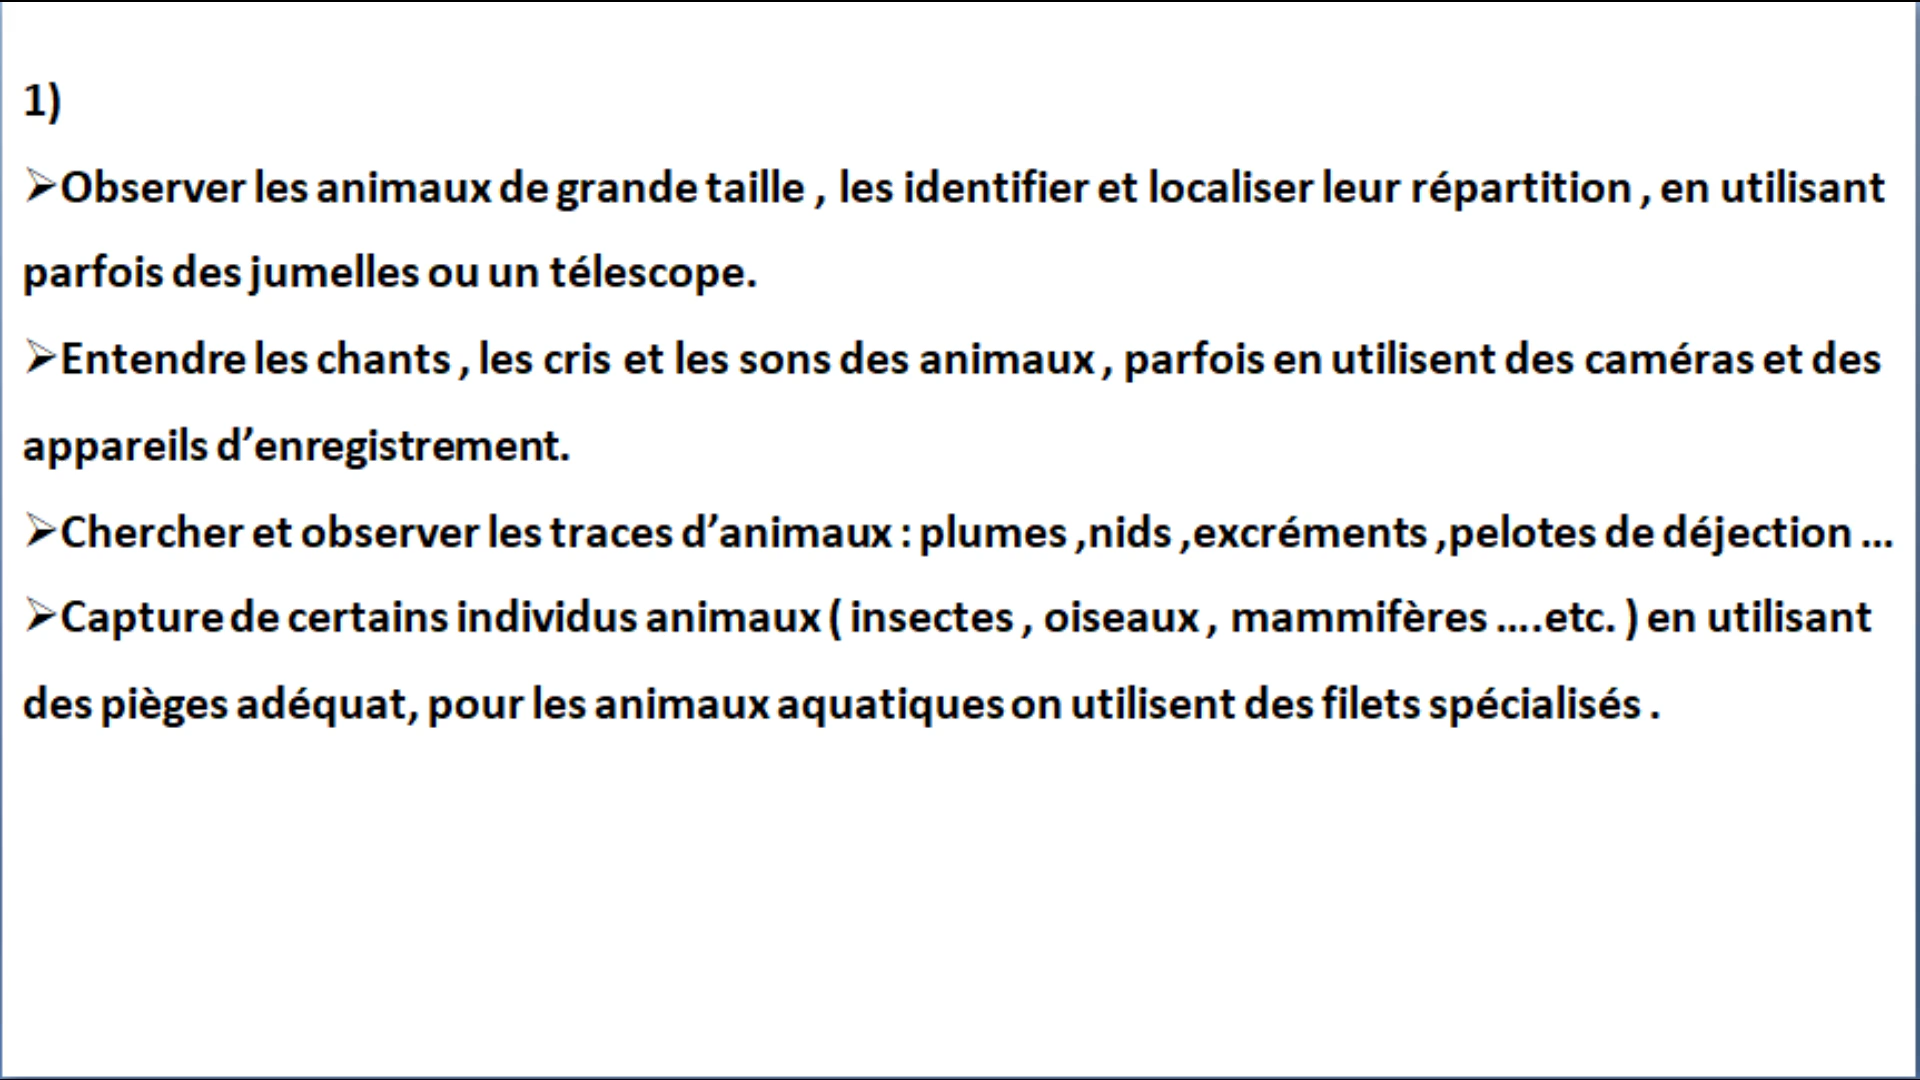 1)
➢Observer les animaux de grande taille , les identifier et localiser leur répartition , en utilisant
parfois des jumelles ou un télescope.
➢Entendre les chants , les cris et les sons des animaux , parfois en utilisent des caméras et des
appareils d’enregistrement.
➢Chercher et observer les traces d’animaux : plumes ,nids ,excréments ,pelotes de déjection ...
➢Capture de certains individus animaux ( insectes , oiseaux , mammifères ....etc. ) en utilisant
des pièges adéquat, pour les animaux aquatiques on utilisent des filets spécialisés .